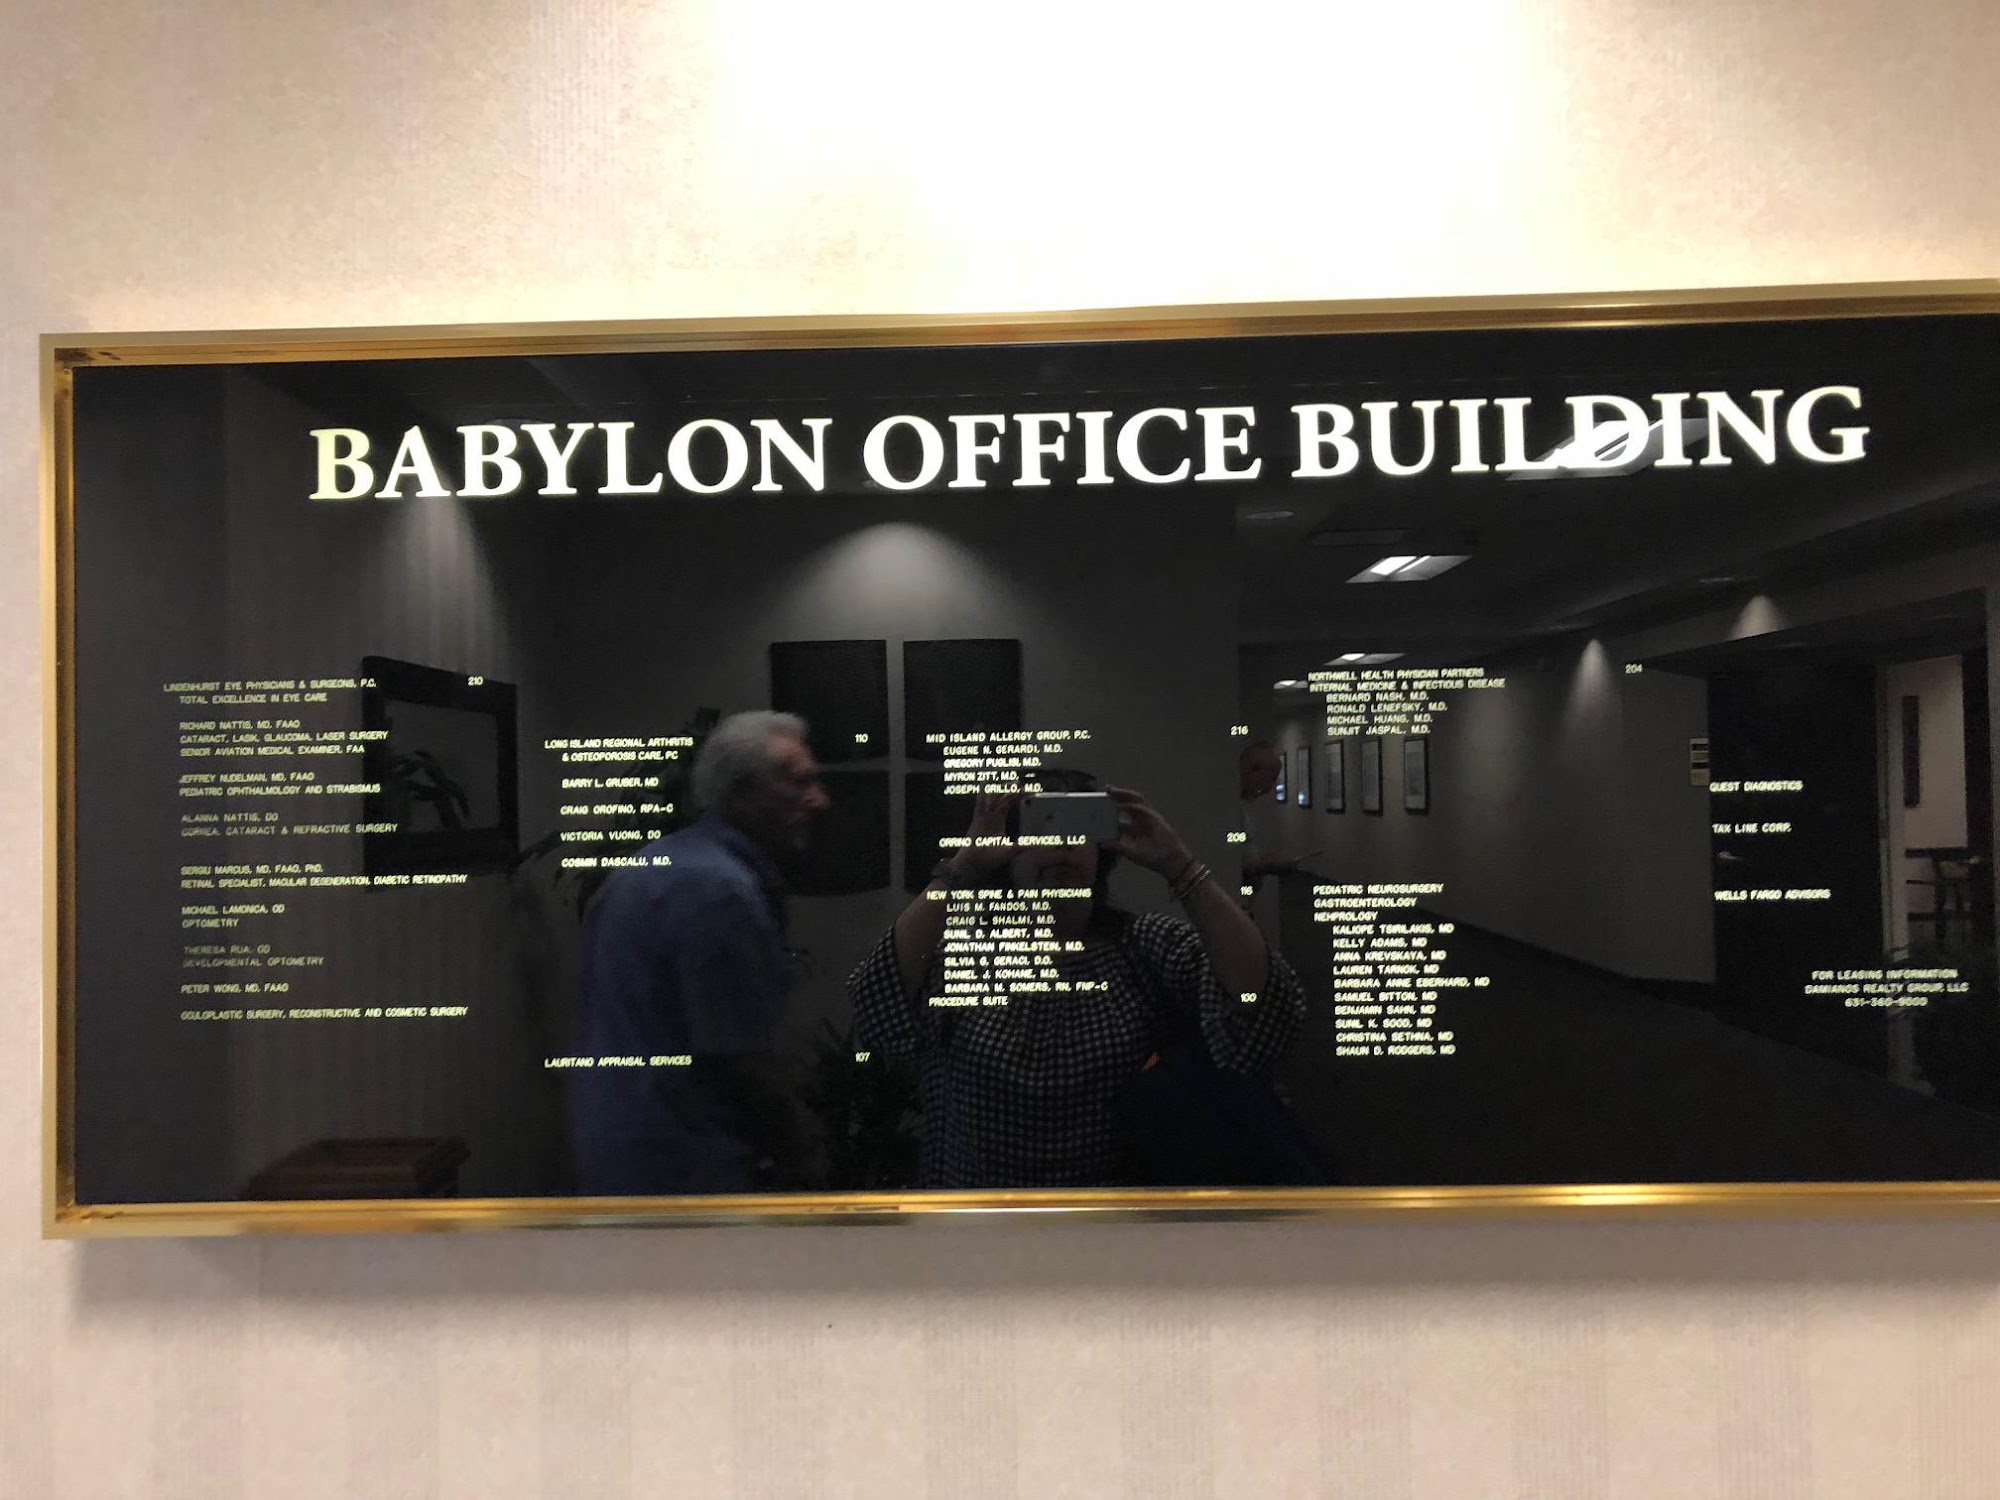 BABYLON OFFICE BUILDING
LINDENHURST EYE PHYSICIANS & SURGEONS, P.C. 210
TOTAL EXCELLENCE IN EYE CARE
RICHARD NATTIS, MD, FAAO
CATARACT, LASIK, GLAUCOMA, LASER SURGERY
SENIOR AVIATION MEDICAL EXAMINER, FAA
JEFFREY NUDELMAN, MD, FAAO
PEDIATRIC OPHTHALMOLOGY AND STRABISMUS
ALANNA NATTIS, DO
CORNEA, CATARACT & REFRACTIVE SURGERY
SERGIU MARCUS, MD, FAAO, PhD.
RETINAL SPECIALIST, MACULAR DEGENERATION, DIABETIC RETINOPATHY
MICHAEL LAMONICA, OD
OPTOMETRY
THERESA RUA, OD
DEVELOPMENTAL OPTOMETRY
PETER WONG, MD, FAAO
OCULOPLASTIC SURGERY, RECONSTRUCTIVE AND COSMETIC SURGERY
LONG ISLAND REGIONAL ARTHRITIS 110
& OSTEOPOROSIS CARE, PC
BARRY L. GRUBER, MD
CRAIG OROFINO, RPA-C
VICTORIA VUONG, DO
COSMIN DASCALU, M.D.
LAURITANO APPRAISAL SERVICES 107
MID ISLAND ALLERGY GROUP, P.C. 216
EUGENE N. GERARDI, M.D.
GREGORY PUGLISI, M.D.
MYRON ZITT, M.D.
JOSEPH GRILLO, M.D.
ORRINO CAPITAL SERVICES, LLC 208
NEW YORK SPINE & PAIN PHYSICIANS 116
LUIS M. FANDOS, M.D.
CRAIG L. SHALMI, M.D.
SUNIL D. ALBERT, M.D.
JONATHAN FINKELSTEIN, M.D.
SILVIA G. GERACI, D.O.
DANIEL J. KOHANE, M.D.
BARBARA M. SOMERS, RN, FNP-C
PROCEDURE SUITE 100
NORTHWELL HEALTH PHYSICIAN PARTNERS 204
INTERNAL MEDICINE & INFECTIOUS DISEASE
BERNARD NASH, M.D.
RONALD LENEFSKY, M.D.
MICHAEL HUANG, M.D.
SUNJIT JASPAL, M.D.
PEDIATRIC NEUROSURGERY
GASTROENTEROLOGY
NEHPROLOGY
KALIOPE TSIRILAKIS, MD
KELLY ADAMS, MD
ANNA KREVSKAYA, MD
LAUREN TARNOK, MD
BARBARA ANNE EBERHARD, MD
SAMUEL BITTON, MD
BENJAMIN SAHN, MD
SUNIL K. SOOD, MD
CHRISTINA SETHNA, MD
SHAUN D. RODGERS, MD
QUEST DIAGNOSTICS
TAX LINE CORP.
WELLS FARGO ADVISORS
FOR LEASING INFORMATION
DAMIANOS REALTY GROUP, LLC
631-360-9000